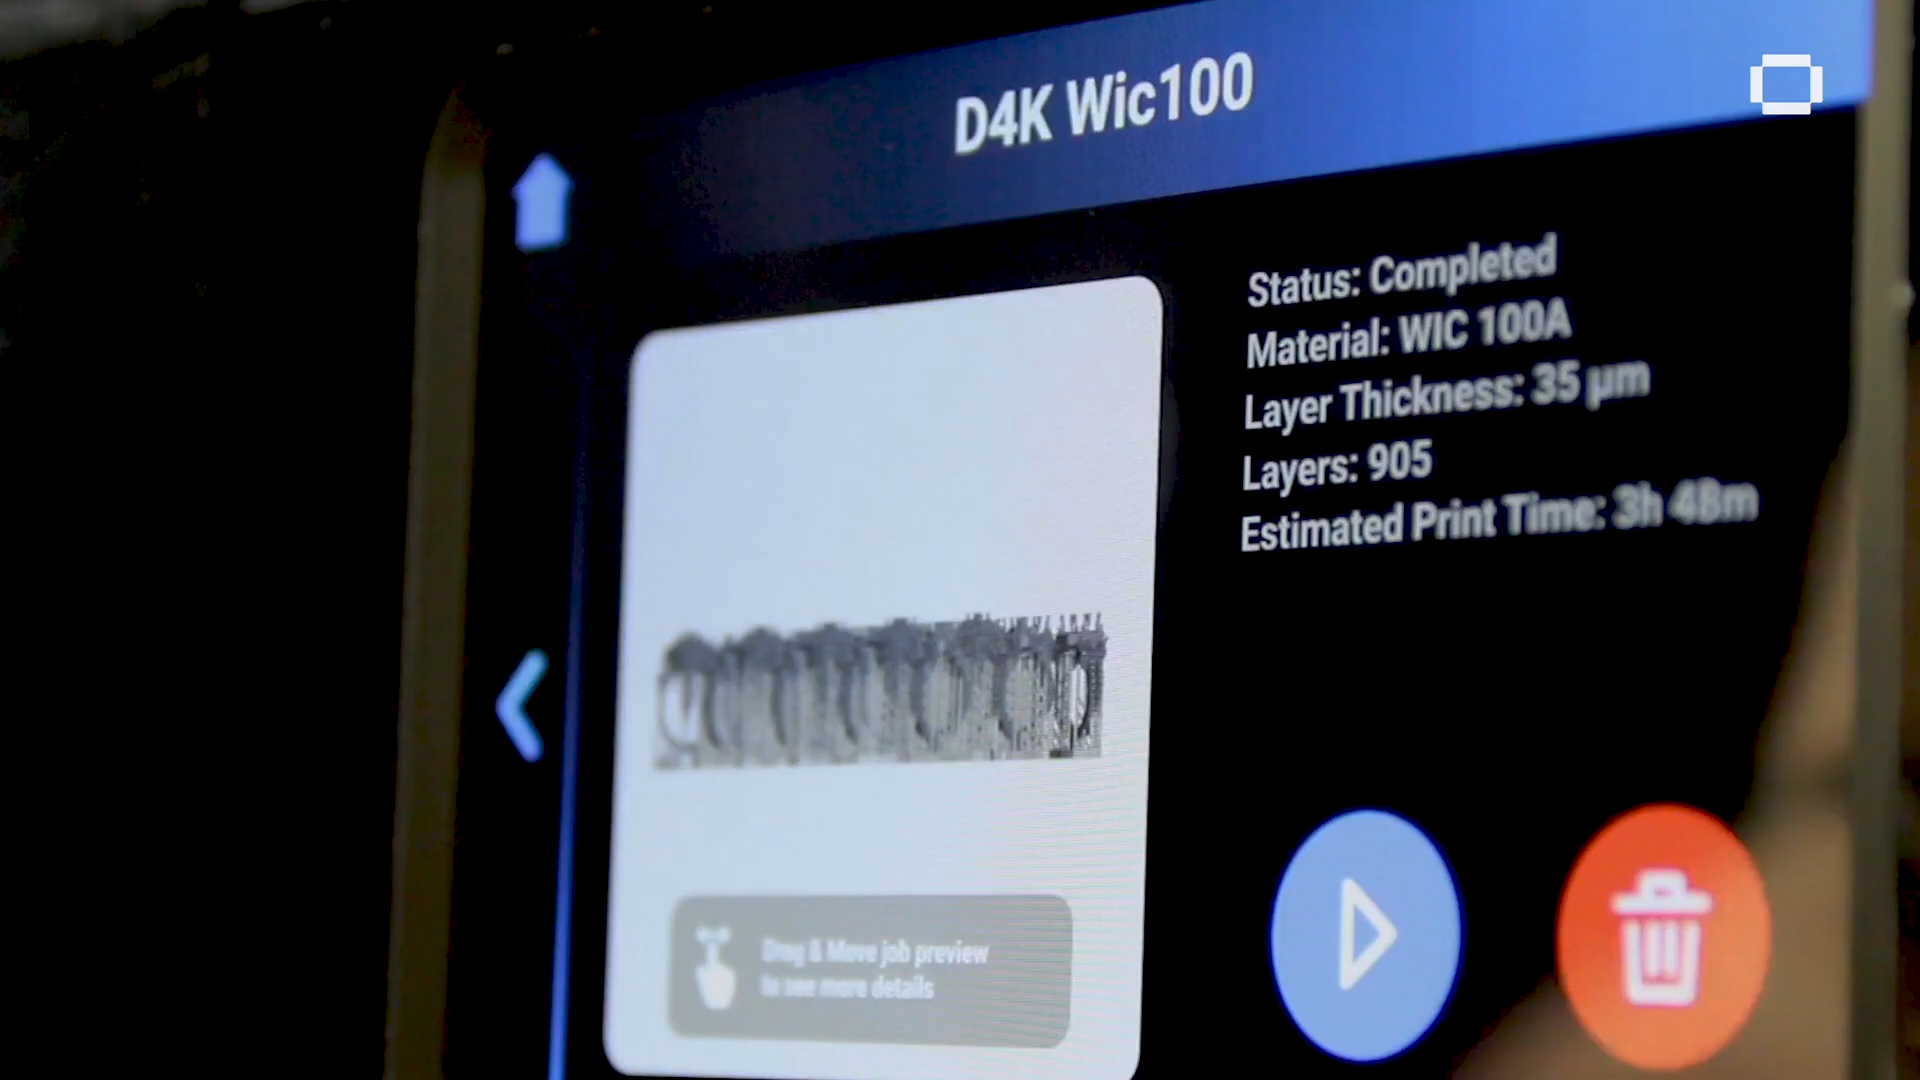 D4K Wic100
Status: Completed
Material: WIC 100A
Layer Thickness: 35 µm
Layers: 905
Estimated Print Time: 3h 48m
Drag & Move job preview
to see more details